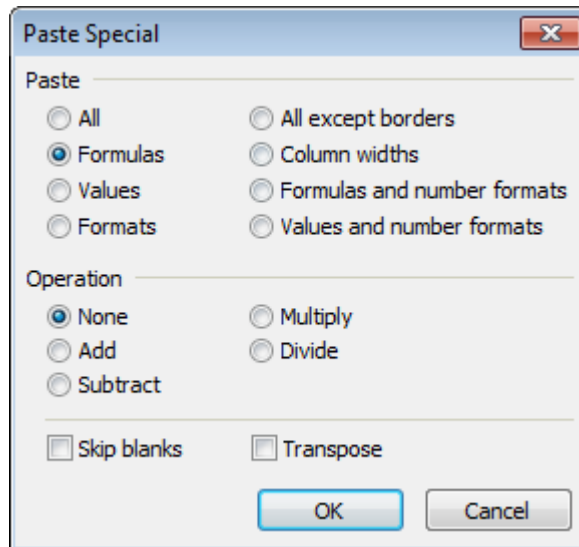 Paste Special
Paste
All
All except borders
Formulas
Column widths
Values
Formulas and number formats
Formats
Values and number formats
Operation
None
Multiply
Add
Divide
Subtract
Skip blanks
Transpose
OK
Cancel